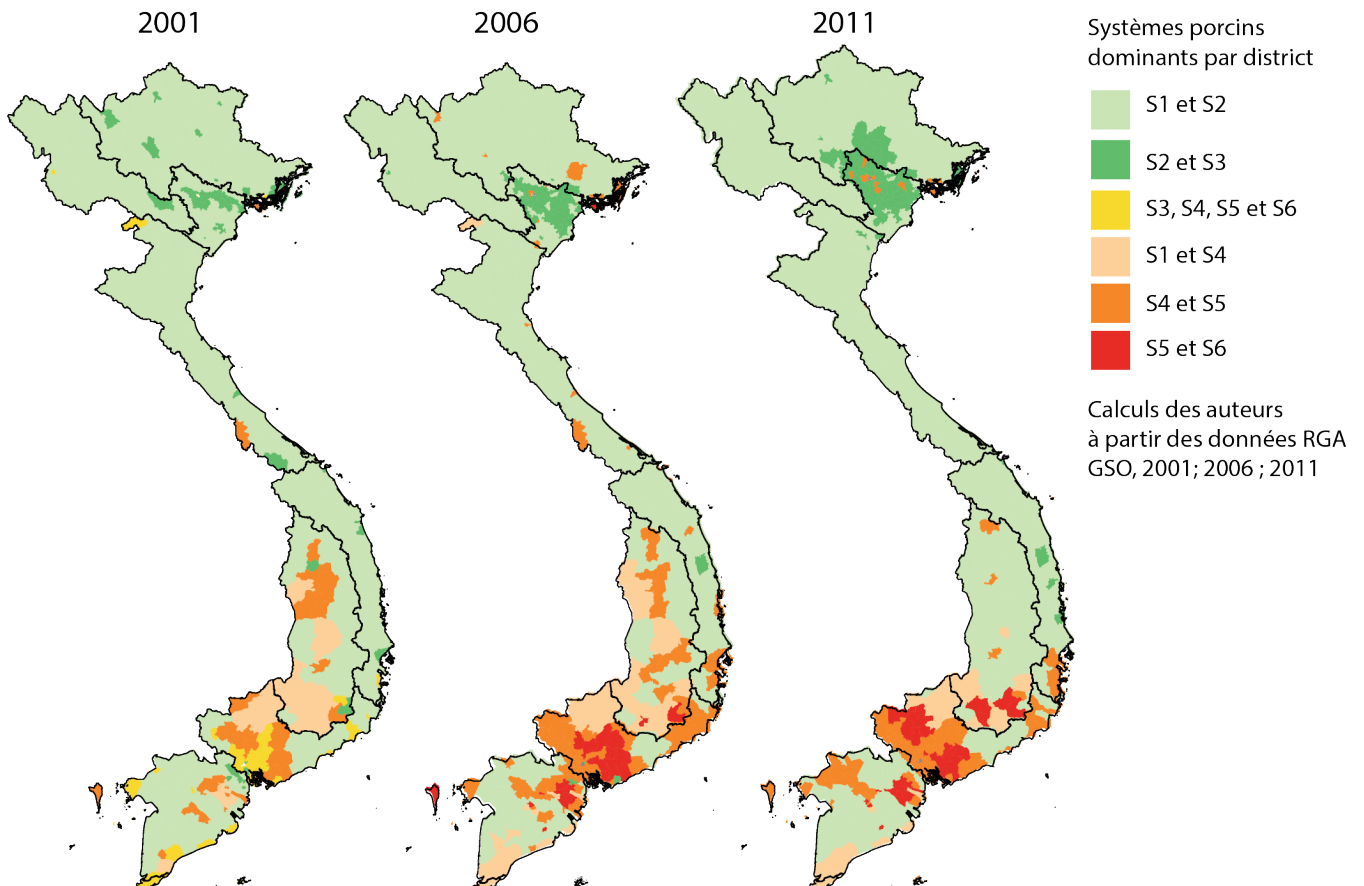 2001
2006
2011
Systèmes porcins
dominants par district
S1 et S2
S2 et S3
S3, S4, S5 et S6
S1 et S4
S4 et S5
S5 et S6
Calculs des auteurs
à partir des données RGA
GSO, 2001; 2006 ; 2011